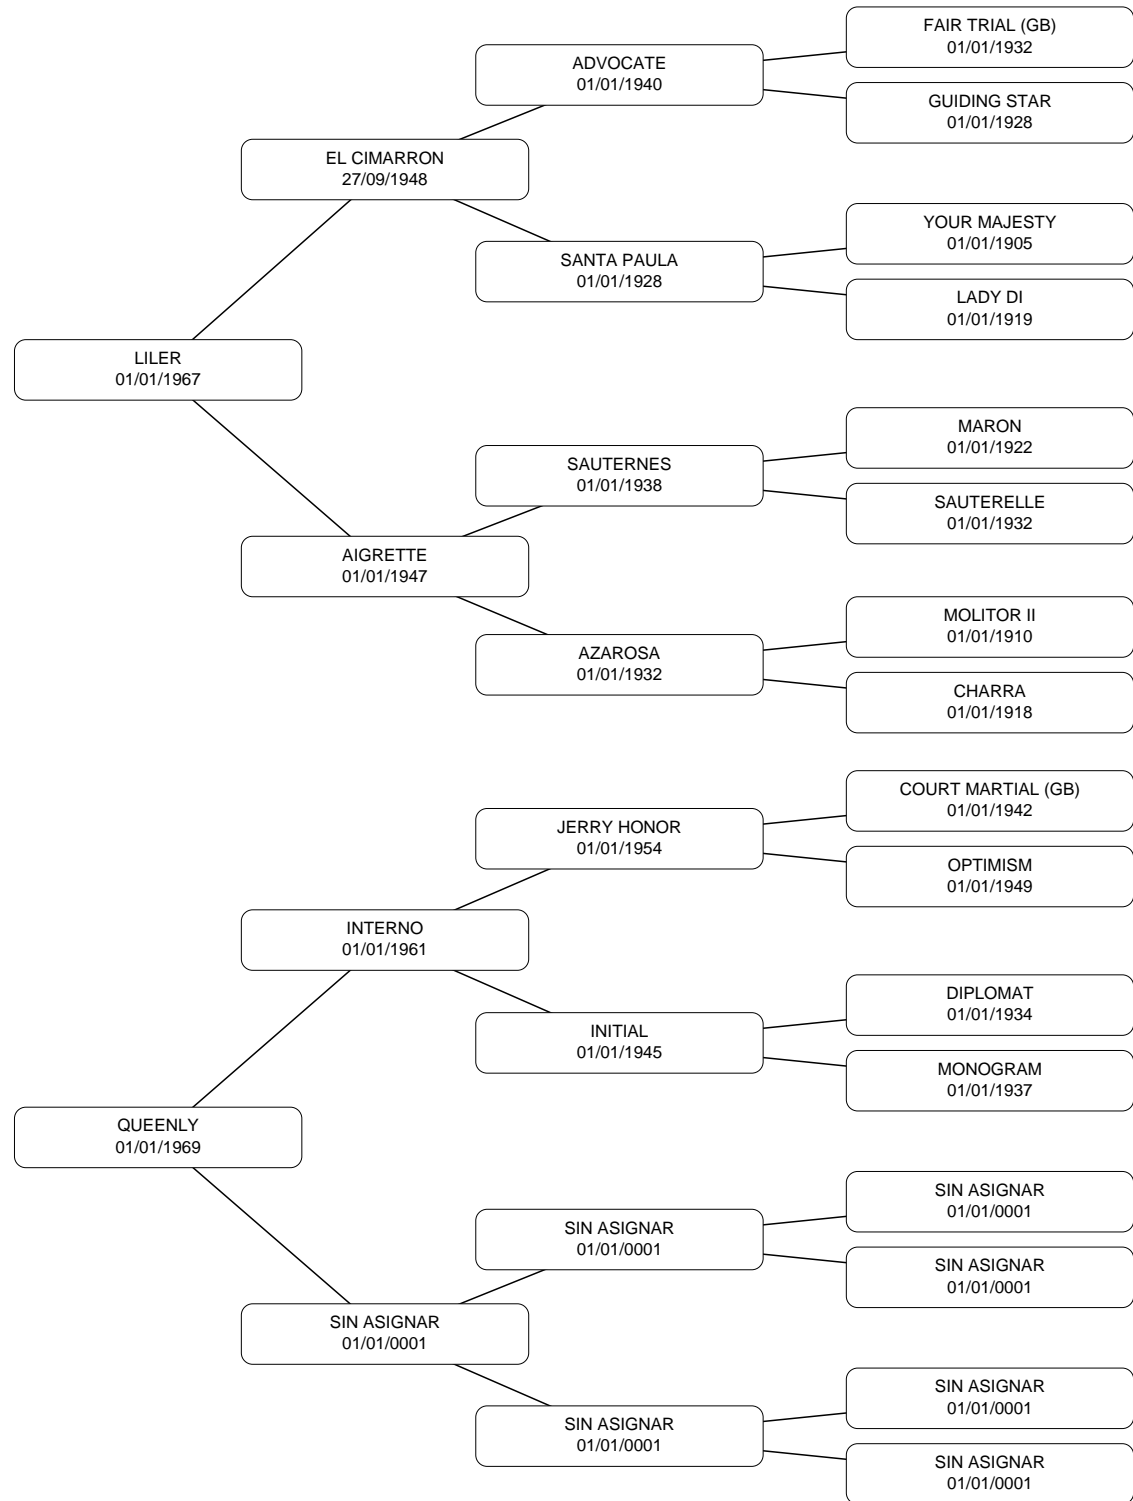 FAIR TRIAL (GB)
01/01/1932
ADVOCATE
01/01/1940
GUIDING STAR
01/01/1928
EL CIMARRON
27/09/1948
YOUR MAJESTY
01/01/1905
SANTA PAULA
01/01/1928
LADY DI
01/01/1919
LILER
01/01/1967
MARON
01/01/1922
SAUTERNES
01/01/1938
SAUTERELLE
01/01/1932
AIGRETTE
01/01/1947
MOLITOR II
01/01/1910
AZAROSA
01/01/1932
CHARRA
01/01/1918
COURT MARTIAL (GB)
01/01/1942
JERRY HONOR
01/01/1954
OPTIMISM
01/01/1949
INTERNO
01/01/1961
DIPLOMAT
01/01/1934
INITIAL
01/01/1945
MONOGRAM
01/01/1937
QUEENLY
01/01/1969
SIN ASIGNAR
01/01/0001
SIN ASIGNAR
01/01/0001
SIN ASIGNAR
01/01/0001
SIN ASIGNAR
01/01/0001
SIN ASIGNAR
01/01/0001
SIN ASIGNAR
01/01/0001
SIN ASIGNAR
01/01/0001